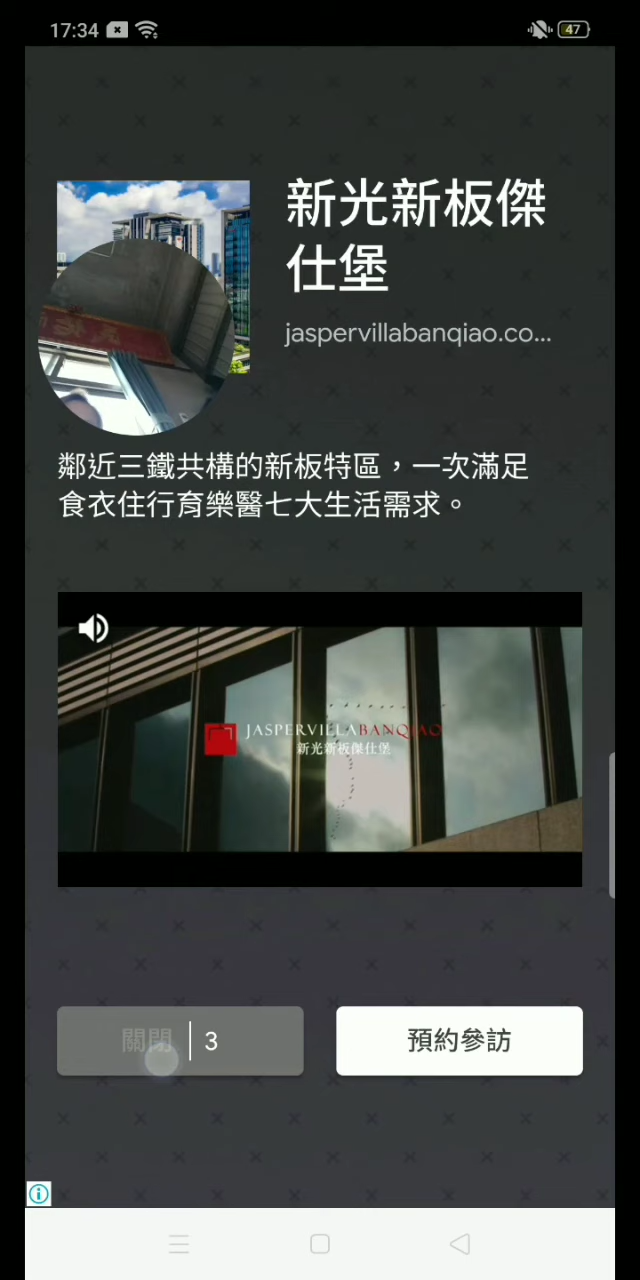 17:34
47
新光新板傑
仕堡
jaspervillabanqiao.co...
鄰近三鐵共構的新板特區，一次滿足
食衣住行育樂醫七大生活需求。
JASPERVILLABANQIAO
新光新板傑仕堡
關閉 3
預約參訪